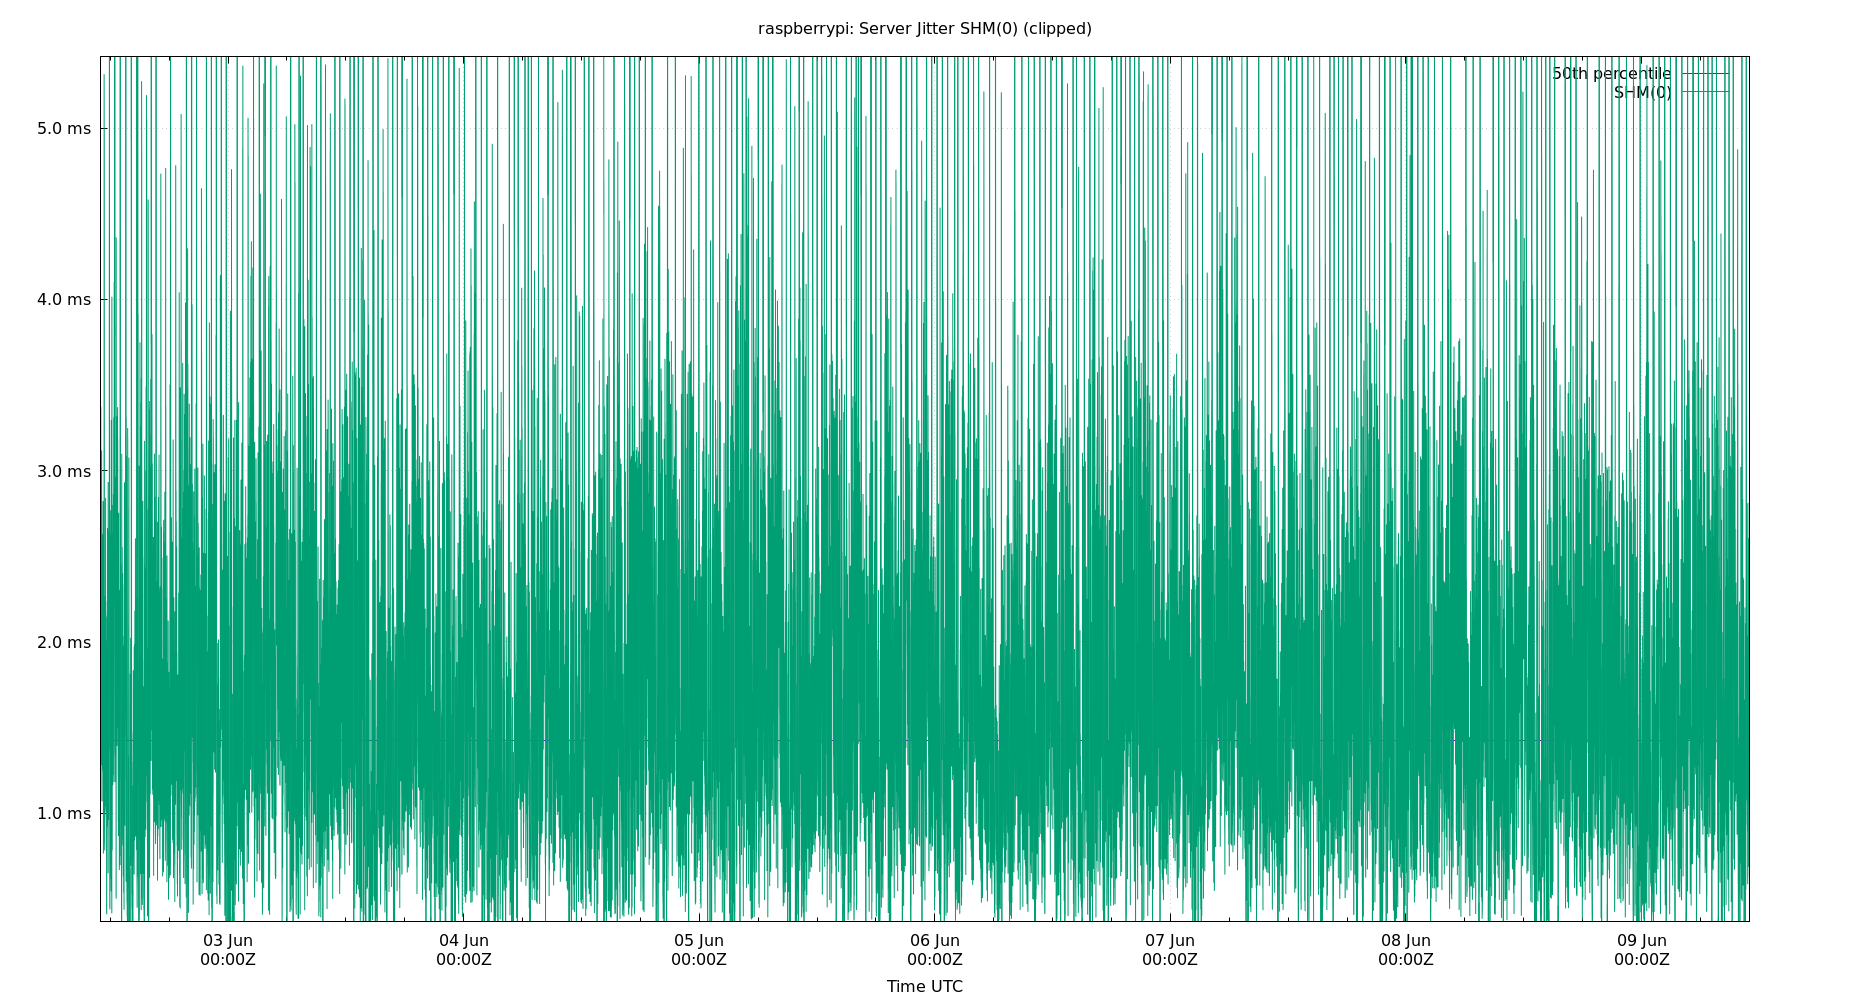 raspberrypi: Server Jitter SHM(0) (clipped)
50th percentile
SHM(0)
5.0 ms
4.0 ms
3.0 ms
2.0 ms
1.0 ms
03 Jun 04 Jun 05 Jun 06 Jun 07 Jun 08 Jun 09 Jun
00:00Z 00:00Z 00:00Z 00:00Z 00:00Z 00:00Z 00:00Z
Time UTC